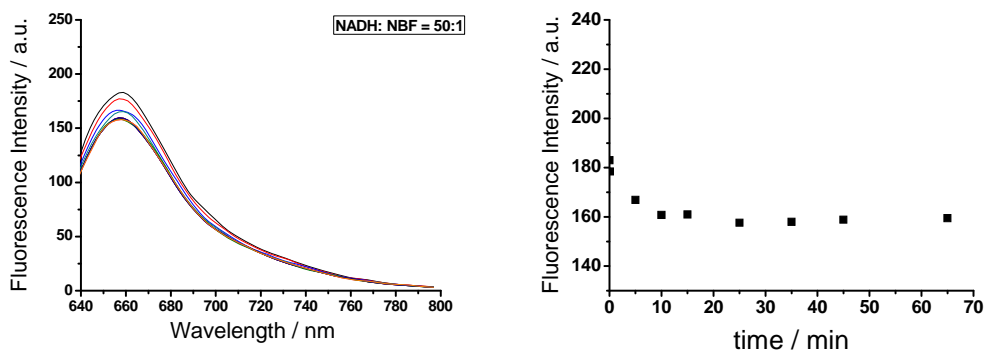 NADH: NBF = 50:1
Fluorescence Intensity / a.u.
250
200
150
100
50
0
640 660 680 700 720 740 760 780 800
Wavelength / nm
Fluorescence Intensity / a.u.
240
220
200
180
160
140
0 10 20 30 40 50 60 70
time / min